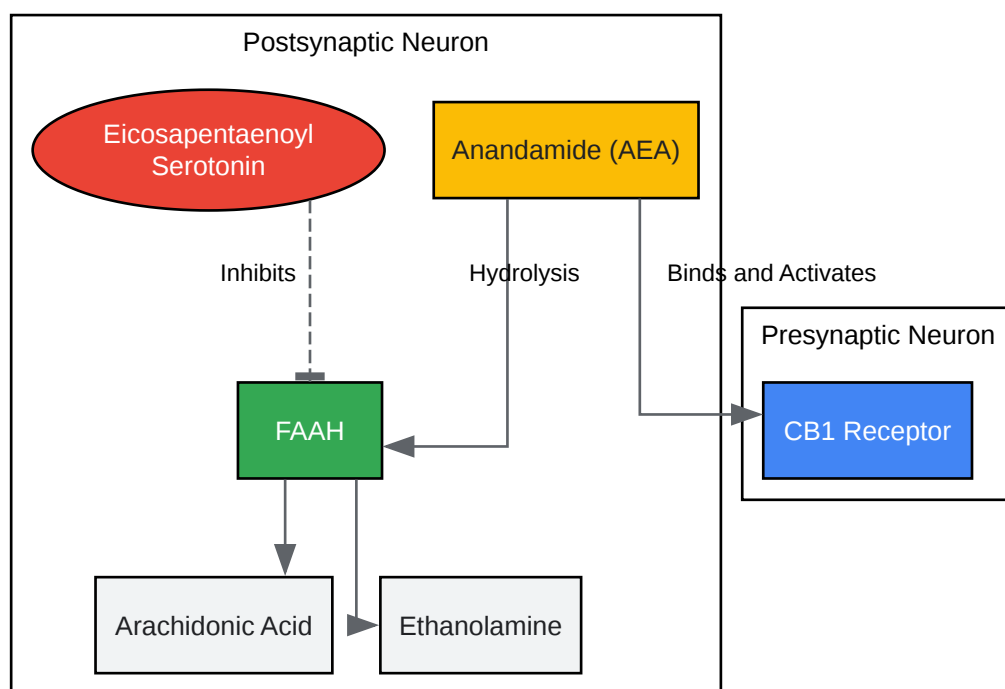 Postsynaptic Neuron
Eicosapentaenoyl
Serotonin
Anandamide (AEA)
Inhibits
Hydrolysis
Binds and Activates
Presynaptic Neuron
FAAH
CB1 Receptor
Arachidonic Acid
Ethanolamine